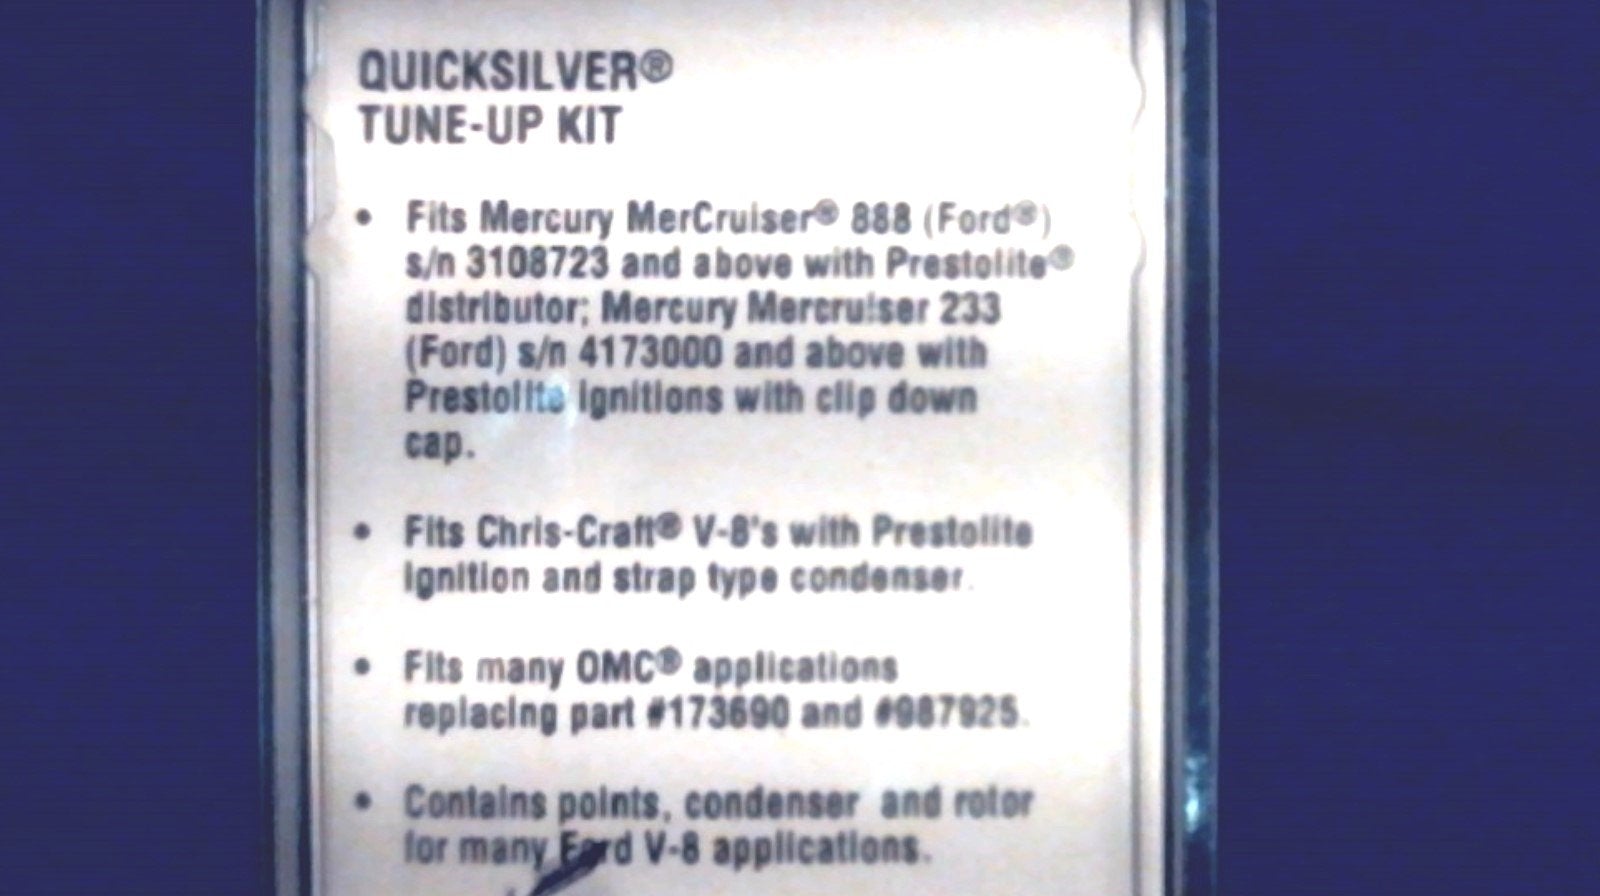 QUICKSILVER®
TUNE-UP KIT
• Fits Mercury MerCruiser® 888 (Ford®)
s/n 3108723 and above with Prestolite®
distributor; Mercury Mercruiser 233
(Ford) s/n 4173000 and above with
Prestolite ignitions with clip down
cap.
• Fits Chris-Craft® V-8's with Prestolite
ignition and strap type condenser.
• Fits many OMC® applications
replacing part #173690 and #987925.
• Contains points, condenser and rotor
for many Ford V-8 applications.